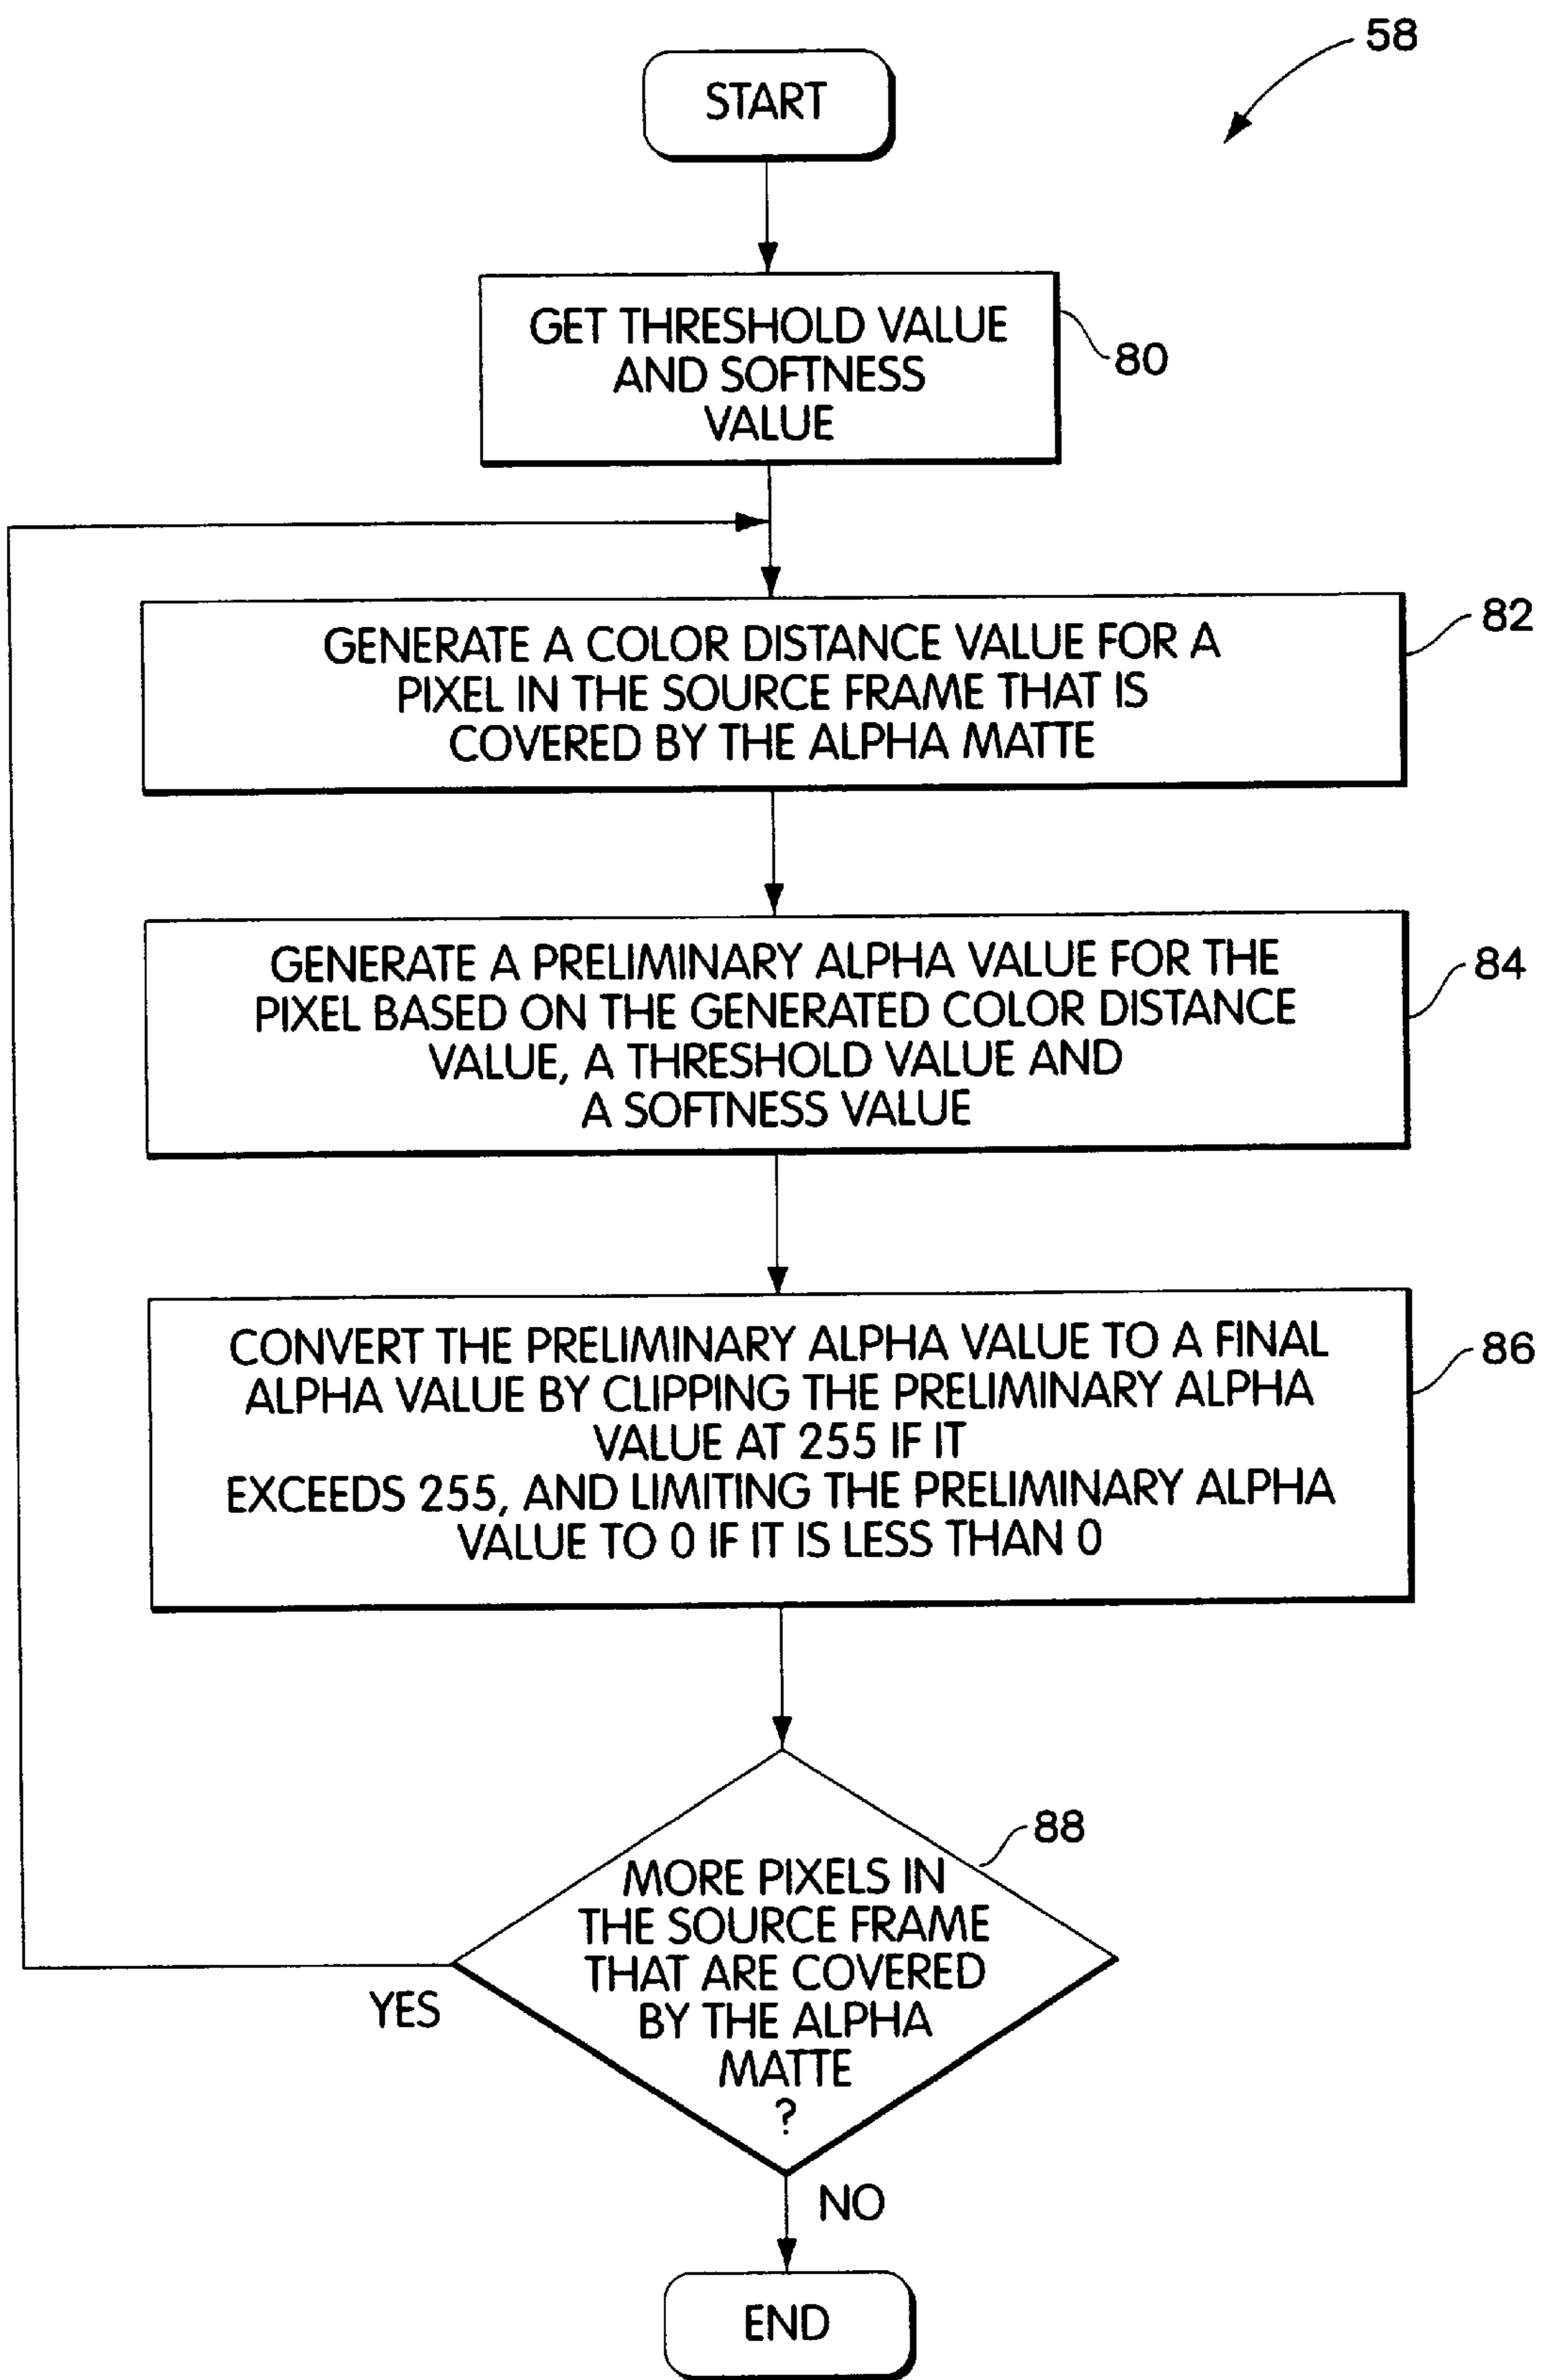 58
START
GET THRESHOLD VALUE
AND SOFTNESS
VALUE
80
GENERATE A COLOR DISTANCE VALUE FOR A
PIXEL IN THE SOURCE FRAME THAT IS
COVERED BY THE ALPHA MATTE
82
GENERATE A PRELIMINARY ALPHA VALUE FOR THE
PIXEL BASED ON THE GENERATED COLOR DISTANCE
VALUE, A THRESHOLD VALUE AND
A SOFTNESS VALUE
84
CONVERT THE PRELIMINARY ALPHA VALUE TO A FINAL
ALPHA VALUE BY CLIPPING THE PRELIMINARY ALPHA
VALUE AT 255 IF IT
EXCEEDS 255, AND LIMITING THE PRELIMINARY ALPHA
VALUE TO 0 IF IT IS LESS THAN 0
86
88
MORE PIXELS IN
THE SOURCE FRAME
THAT ARE COVERED
BY THE ALPHA
MATTE
?
YES
NO
END